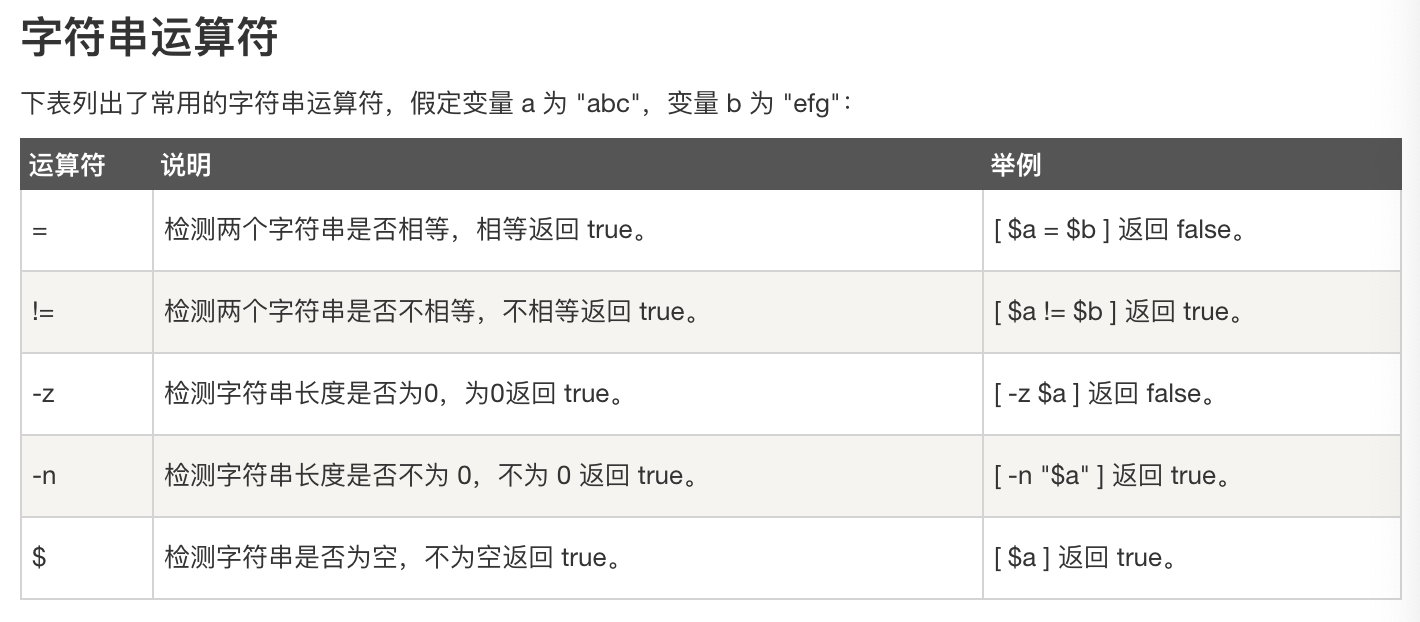 字符串运算符
下表列出了常用的字符串运算符，假定变量 a 为 "abc"，变量 b 为 "efg"：
运算符 说明 举例
= 检测两个字符串是否相等，相等返回 true。 [ $a = $b ] 返回 false。
!= 检测两个字符串是否不相等，不相等返回 true。 [ $a != $b ] 返回 true。
-z 检测字符串长度是否为0，为0返回 true。 [ -z $a ] 返回 false。
-n 检测字符串长度是否不为 0，不为 0 返回 true。 [ -n "$a" ] 返回 true。
$ 检测字符串是否为空，不为空返回 true。 [ $a ] 返回 true。